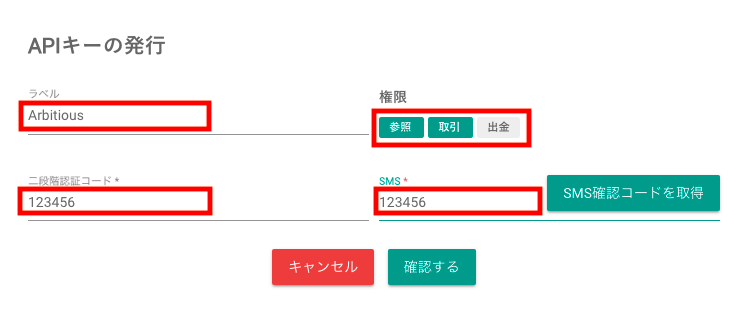 APIキーの発行
ラベル
Arbitious
権限
参照 取引 出金
二段階認証コード *
123456
SMS *
123456
SMS確認コードを取得
キャンセル 確認する